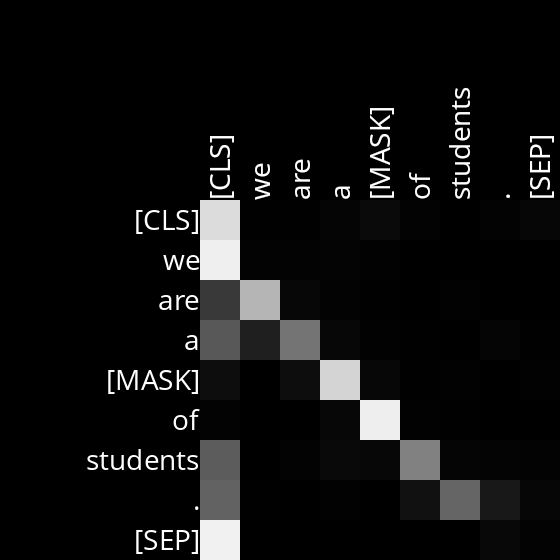 [CLS] we are a [MASK] of students . [SEP]
[CLS]
we
are
a
[MASK]
of
students
.
[SEP]